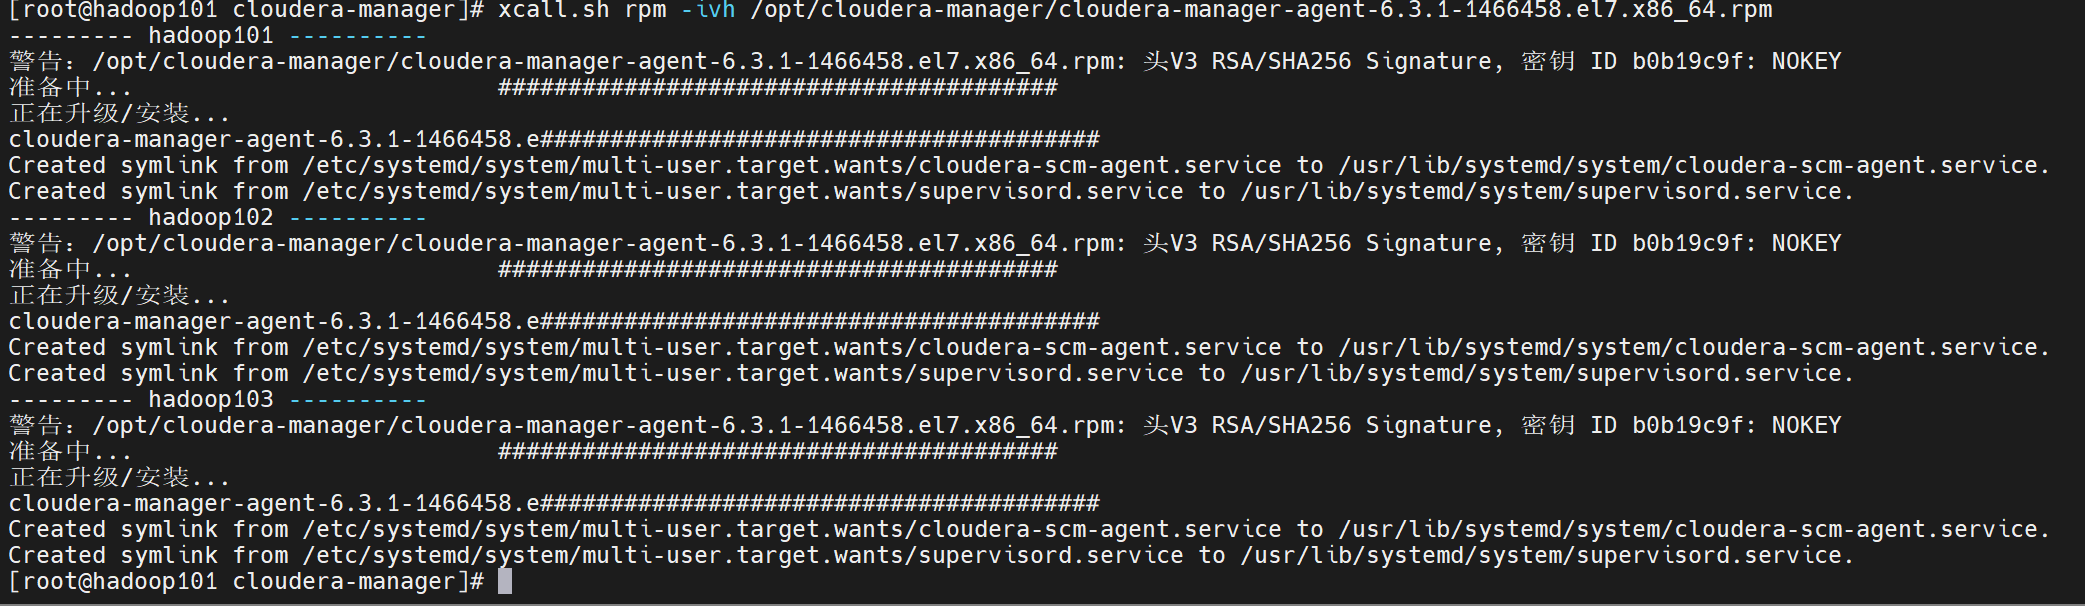 [root@hadoop101 cloudera-manager]# xcall.sh rpm -ivh /opt/cloudera-manager/cloudera-manager-agent-6.3.1-1466458.el7.x86_64.rpm
--------- hadoop101 ----------
警告：/opt/cloudera-manager/cloudera-manager-agent-6.3.1-1466458.el7.x86_64.rpm: 头V3 RSA/SHA256 Signature, 密钥 ID b0b19c9f: NOKEY
准备中...                          ########################################
正在升级/安装...
cloudera-manager-agent-6.3.1-1466458.e########################################
Created symlink from /etc/systemd/system/multi-user.target.wants/cloudera-scm-agent.service to /usr/lib/systemd/system/cloudera-scm-agent.service.
Created symlink from /etc/systemd/system/multi-user.target.wants/supervisord.service to /usr/lib/systemd/system/supervisord.service.
--------- hadoop102 ----------
警告：/opt/cloudera-manager/cloudera-manager-agent-6.3.1-1466458.el7.x86_64.rpm: 头V3 RSA/SHA256 Signature, 密钥 ID b0b19c9f: NOKEY
准备中...                          ########################################
正在升级/安装...
cloudera-manager-agent-6.3.1-1466458.e########################################
Created symlink from /etc/systemd/system/multi-user.target.wants/cloudera-scm-agent.service to /usr/lib/systemd/system/cloudera-scm-agent.service.
Created symlink from /etc/systemd/system/multi-user.target.wants/supervisord.service to /usr/lib/systemd/system/supervisord.service.
--------- hadoop103 ----------
警告：/opt/cloudera-manager/cloudera-manager-agent-6.3.1-1466458.el7.x86_64.rpm: 头V3 RSA/SHA256 Signature, 密钥 ID b0b19c9f: NOKEY
准备中...                          ########################################
正在升级/安装...
cloudera-manager-agent-6.3.1-1466458.e########################################
Created symlink from /etc/systemd/system/multi-user.target.wants/cloudera-scm-agent.service to /usr/lib/systemd/system/cloudera-scm-agent.service.
Created symlink from /etc/systemd/system/multi-user.target.wants/supervisord.service to /usr/lib/systemd/system/supervisord.service.
[root@hadoop101 cloudera-manager]#